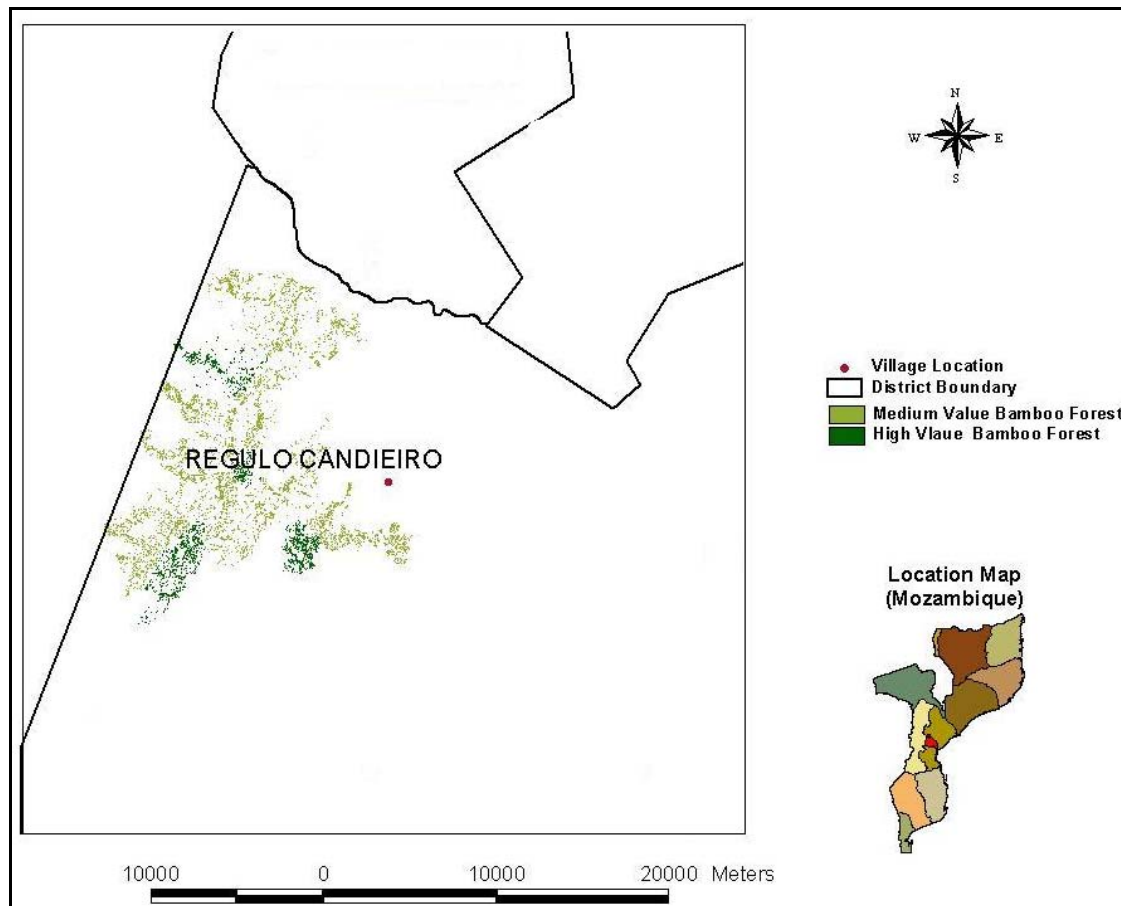 N
W E
S
Village Location
District Boundary
Medium Value Bamboo Forest
High Vlaue Bamboo Forest
REGULO CANDIEIRO
Location Map
(Mozambique)
10000 0 10000 20000 Meters